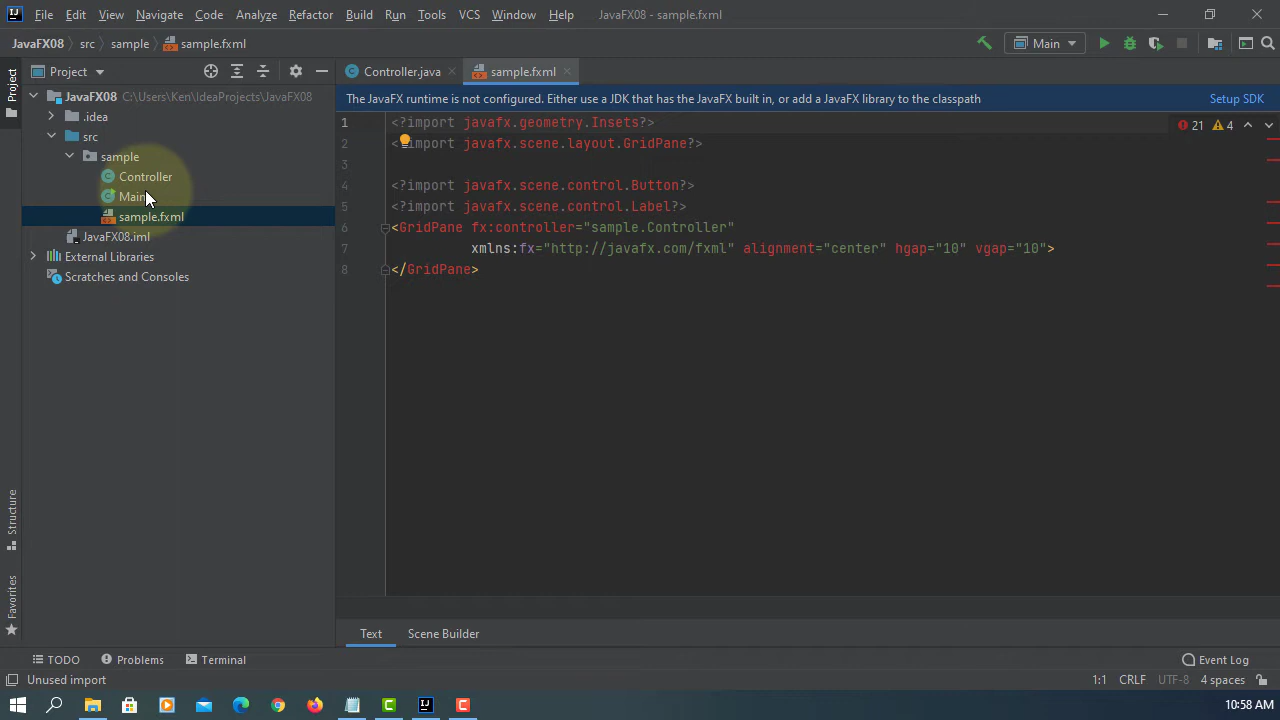 File Edit View Navigate Code Analyze Refactor Build Run Tools VCS Window Help JavaFX08 - sample.fxml
JavaFX08 src sample sample.fxml Main
Project Project Controller.java sample.fxml
JavaFX08 C:\Users\Ken\IdeaProjects\JavaFX08
The JavaFX runtime is not configured. Either use a JDK that has the JavaFX built in, or add a JavaFX library to the classpath Setup SDK
.idea
src
sample
Controller
Main
sample.fxml
JavaFX08.iml
External Libraries
Scratches and Consoles
1 <?import javafx.geometry.Insets?> 21 4
2 <?import javafx.scene.layout.GridPane?>
3
4 <?import javafx.scene.control.Button?>
5 <?import javafx.scene.control.Label?>
6 <GridPane fx:controller="sample.Controller"
7 xmlns:fx="http://javafx.com/fxml" alignment="center" hgap="10" vgap="10">
8 </GridPane>
Structure
Favorites
Text Scene Builder
TODO Problems Terminal Event Log
Unused import 1:1 CRLF UTF-8 4 spaces
10:58 AM